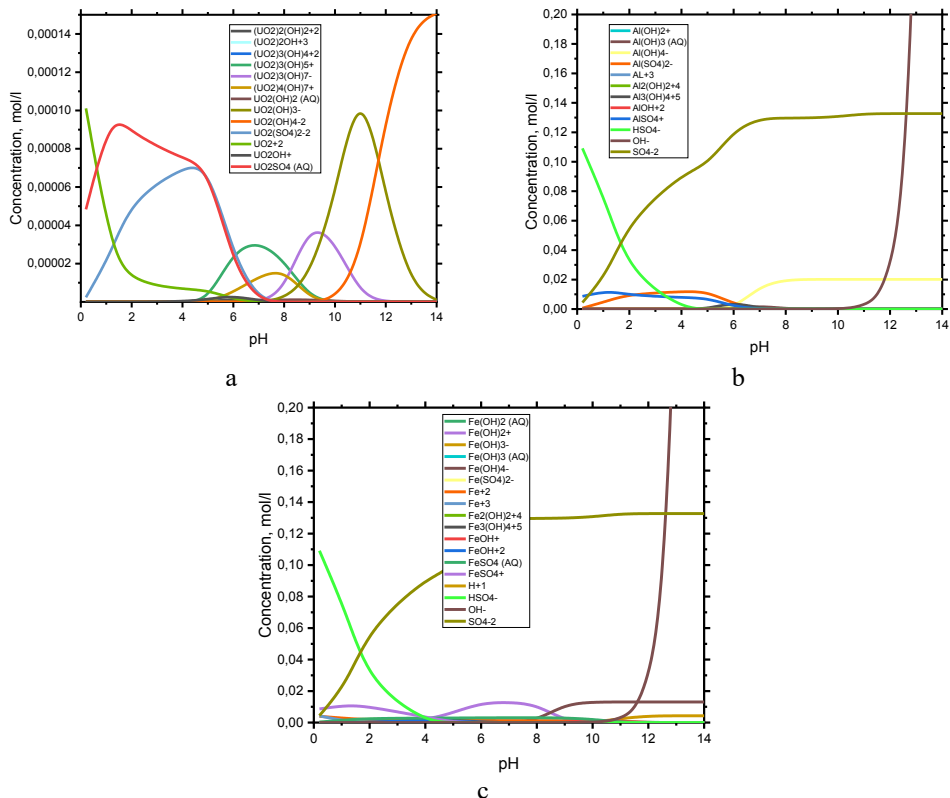 0,00014
0,00012
0,00010
0,00008
0,00006
0,00004
0,00002
Concentration, mol/l
(UO2)2(OH)2+2
(UO2)2OH+3
(UO2)3(OH)4+2
(UO2)3(OH)5+
(UO2)3(OH)7-
(UO2)4(OH)7+
UO2(OH)2 (AQ)
UO2(OH)3-
UO2(OH)4-2
UO2(SO4)2-2
UO2+2
UO2OH+
UO2SO4 (AQ)
0 2 4 6 8 10 12 14
pH
a
0,20
0,18
0,16
0,14
0,12
0,10
0,08
0,06
0,04
0,02
0,00
Concentration, mol/l
Al(OH)2+
Al(OH)3 (AQ)
Al(OH)4-
Al(SO4)2-
AL+3
Al2(OH)2+4
Al3(OH)4+5
AlOH+2
AlSO4+
HSO4-
OH-
SO4-2
0 2 4 6 8 10 12 14
pH
b
0,20
0,18
0,16
0,14
0,12
0,10
0,08
0,06
0,04
0,02
0,00
Concentration, mol/l
Fe(OH)2 (AQ)
Fe(OH)2+
Fe(OH)3-
Fe(OH)3 (AQ)
Fe(OH)4-
Fe(SO4)2-
Fe+2
Fe+3
Fe2(OH)2+4
Fe3(OH)4+5
FeOH+
FeOH+2
FeSO4 (AQ)
FeSO4+
H+1
HSO4-
OH-
SO4-2
0 2 4 6 8 10 12 14
pH
c